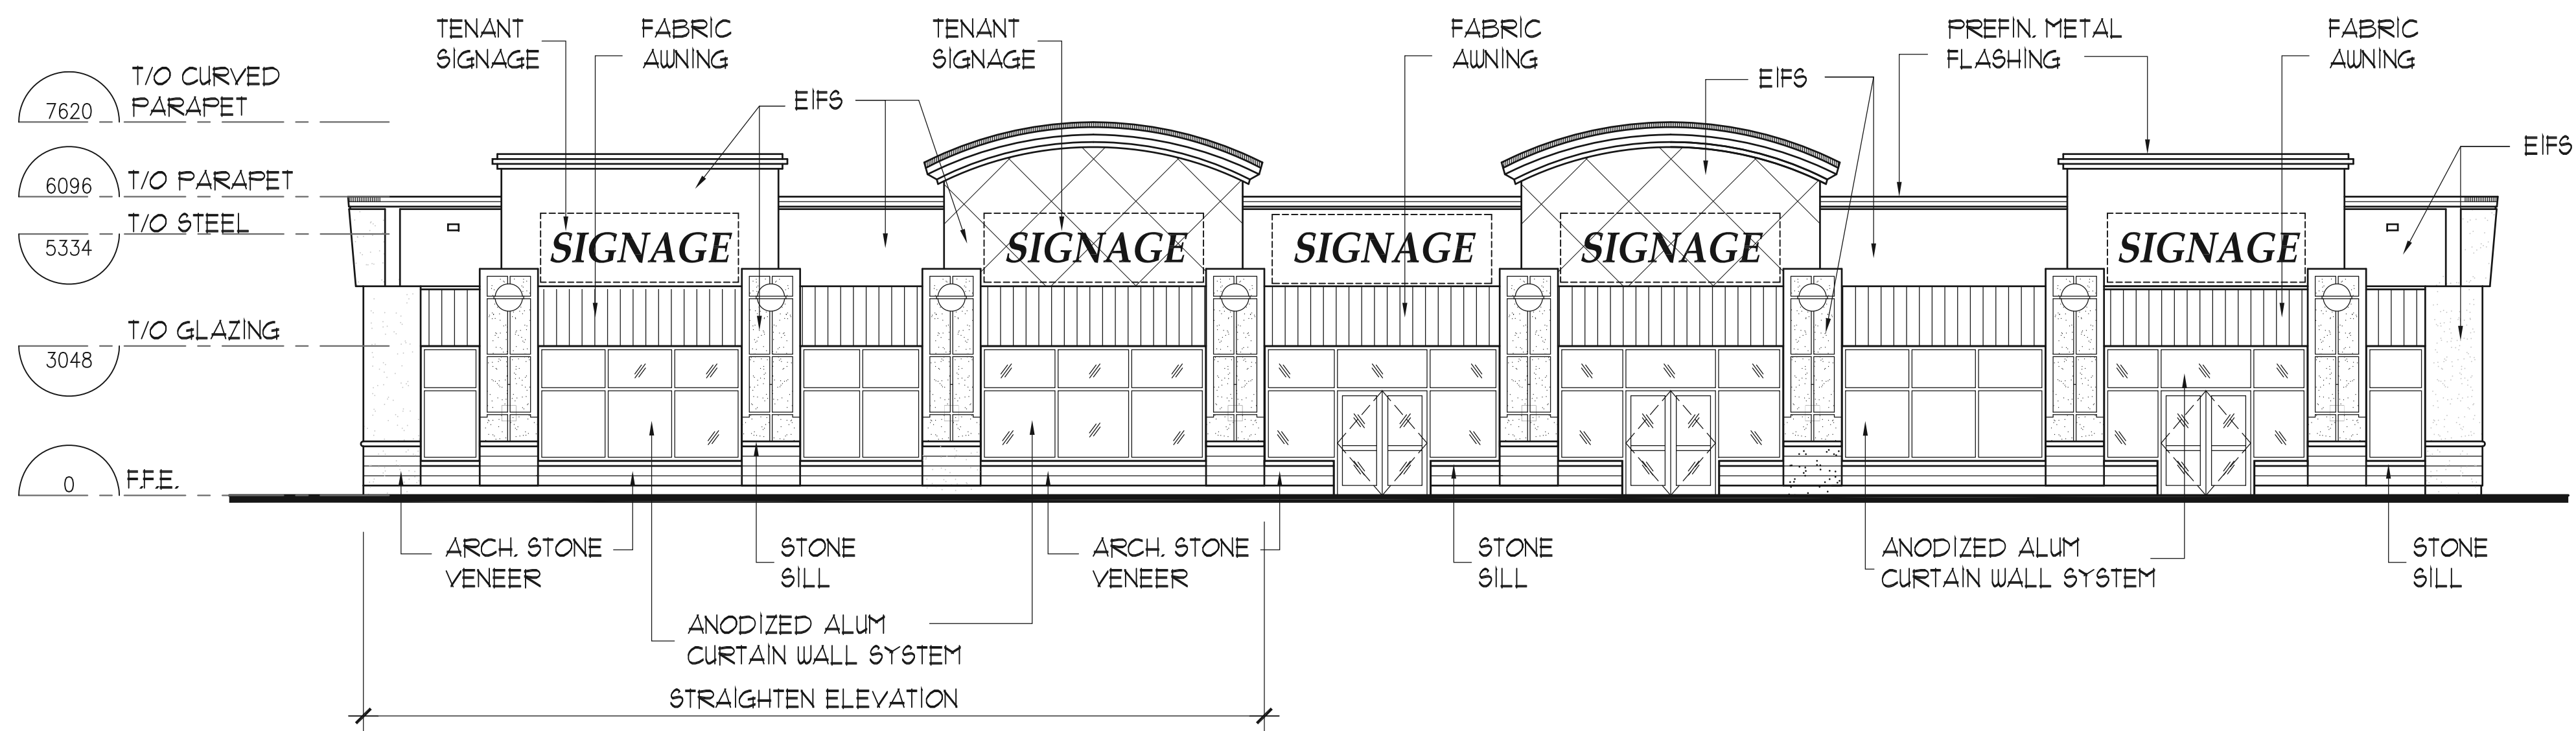 TENANT
SIGNAGE
FABRIC
AWNING
TENANT
SIGNAGE
FABRIC
AWNING
PREFIN. METAL
FLASHING
FABRIC
AWNING
T/O CURVED
PARAPET
7620
EIFS
EIFS
EIFS
T/O PARAPET
6096
T/O STEEL
5334
SIGNAGE
SIGNAGE
SIGNAGE
SIGNAGE
SIGNAGE
T/O GLAZING
3048
F.F.E.
0
ARCH. STONE
VENEER
STONE
SILL
ARCH. STONE
VENEER
STONE
SILL
ANODIZED ALUM
CURTAIN WALL SYSTEM
STONE
SILL
ANODIZED ALUM
CURTAIN WALL SYSTEM
STRAIGHTEN ELEVATION